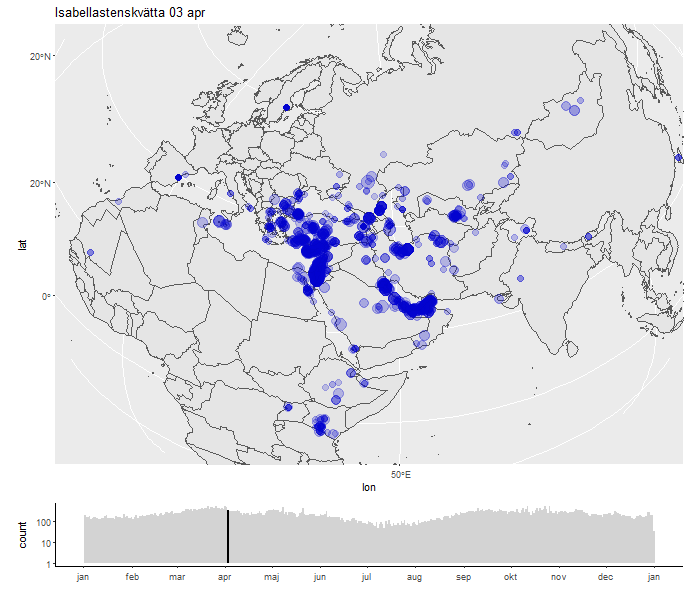 Isabellastenskvätta 03 apr
20°N
20°N
0°
lat
50°E
lon
count
100
10
1
jan feb mar apr maj jun jul aug sep okt nov dec jan